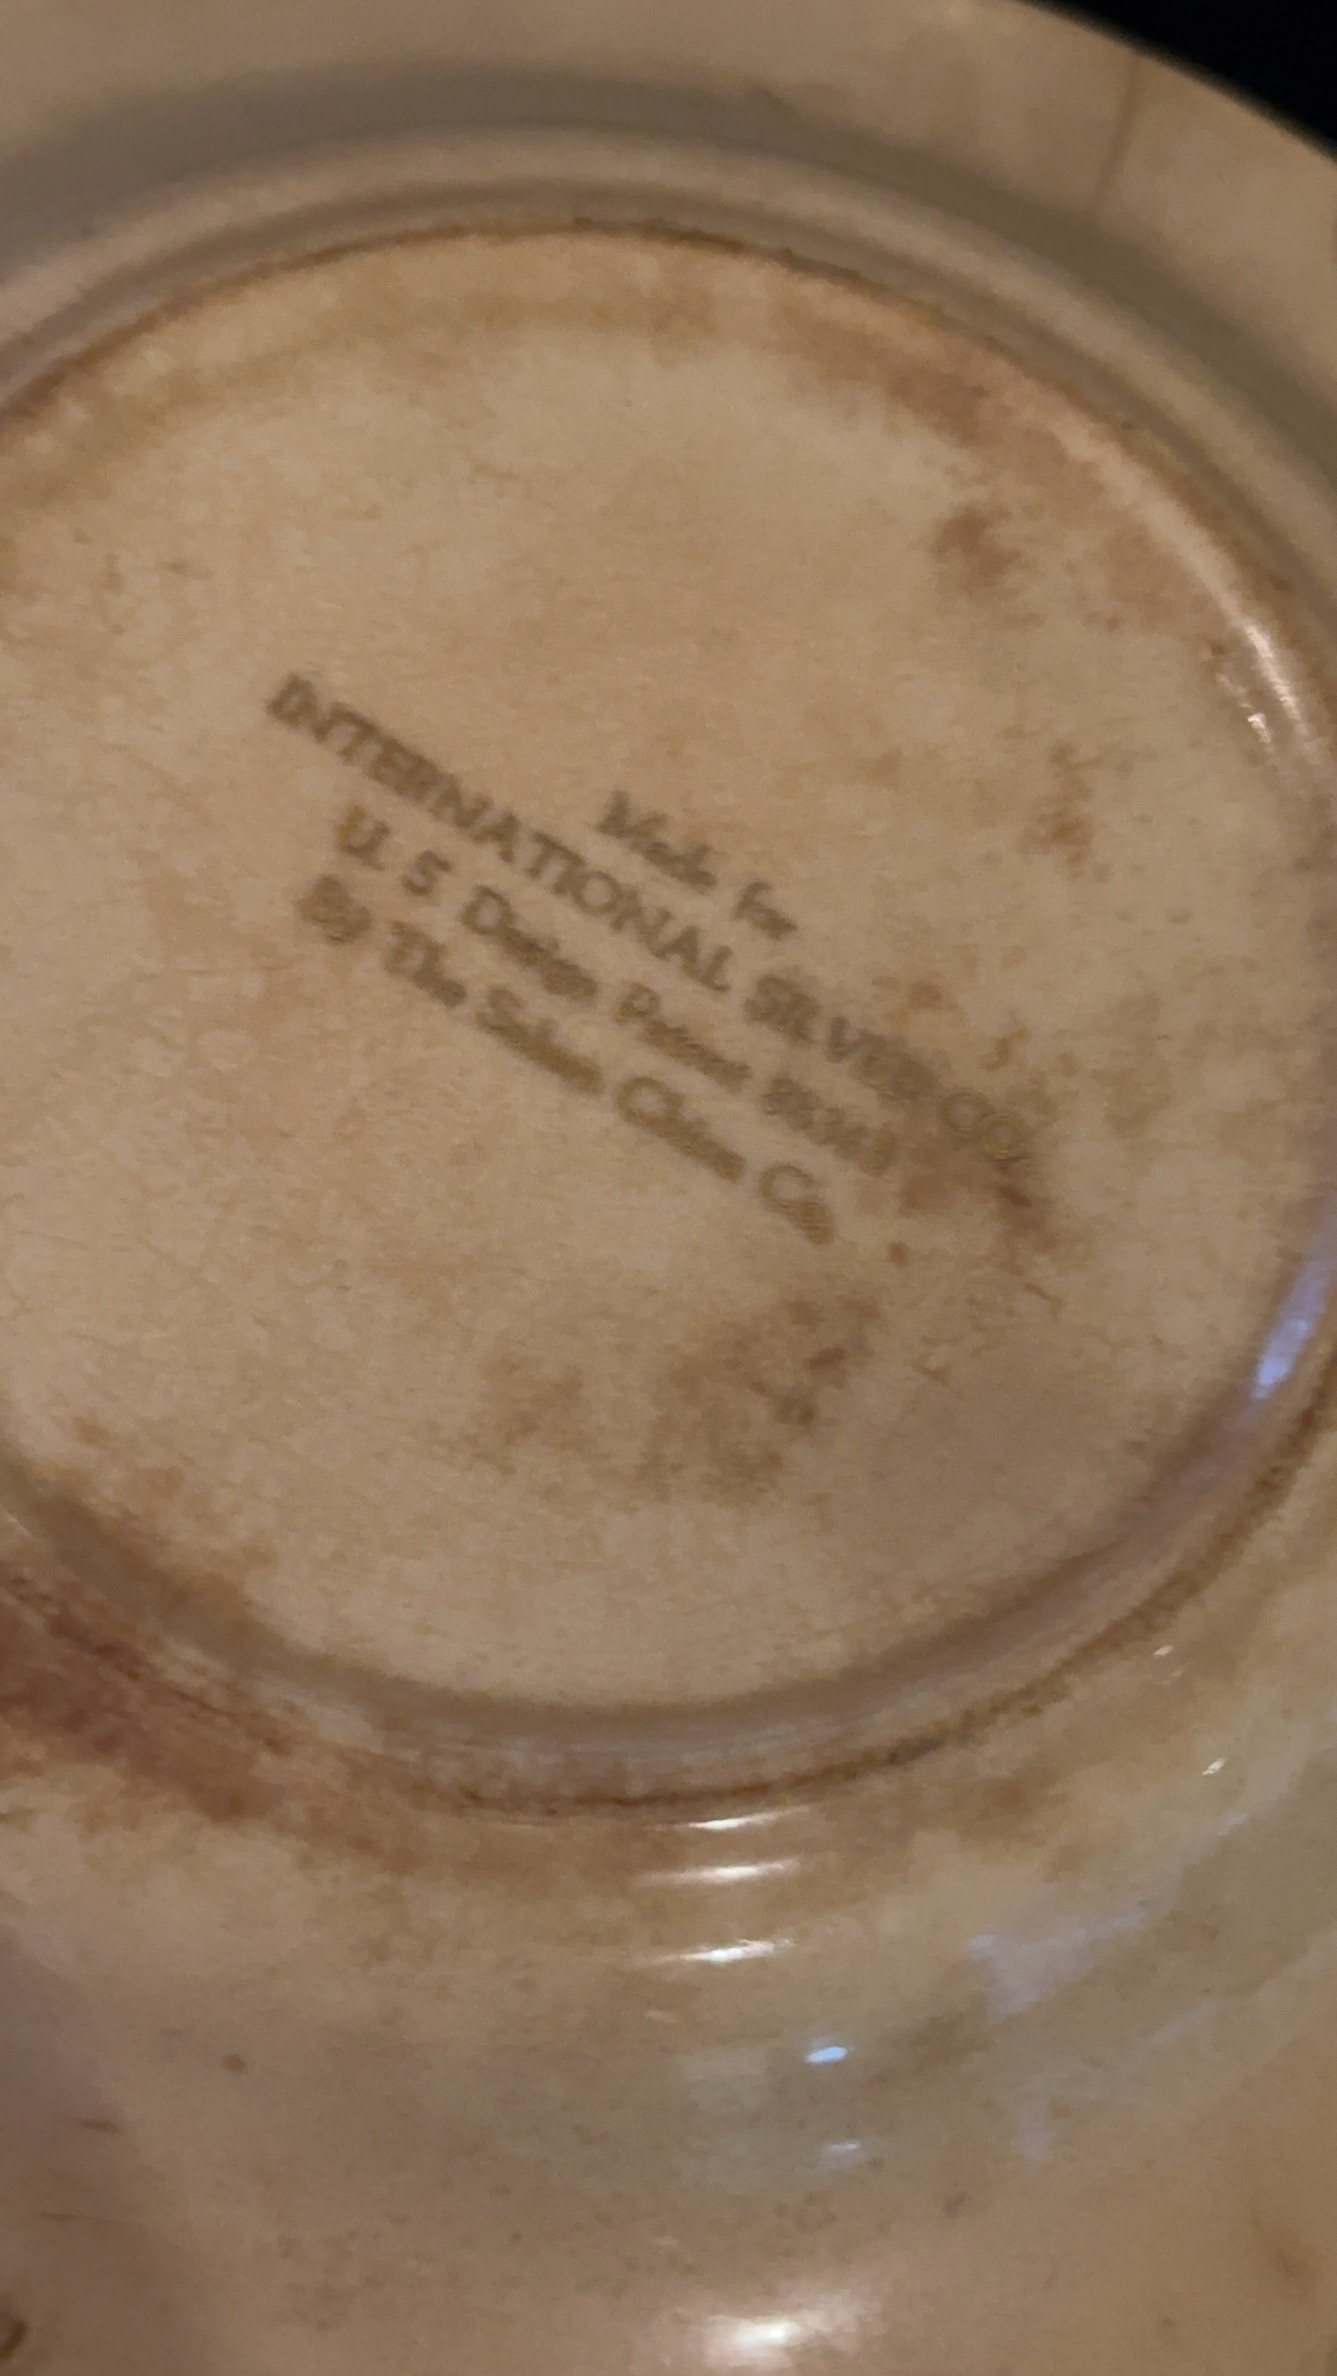 Made for
INTERNATIONAL SILVER CO.
U. S Design Patent
By The Salem China Co.